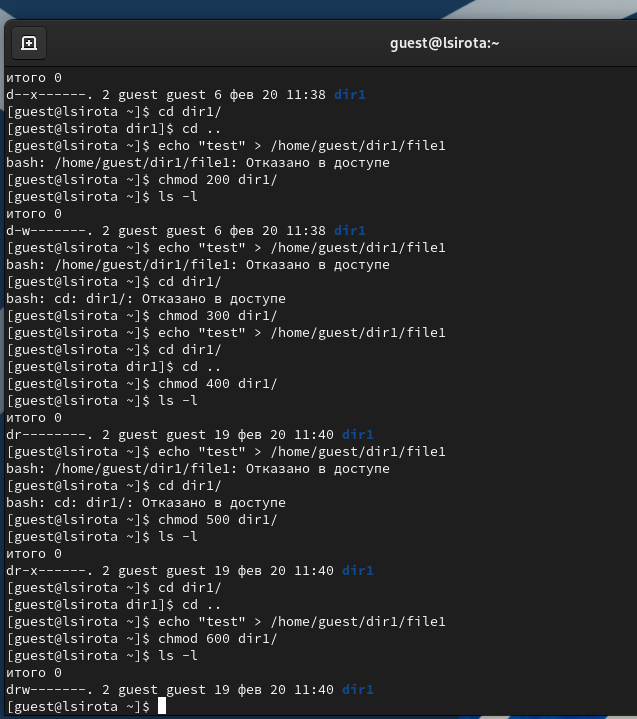 guest@lsirota:~
итого 0
d--x------. 2 guest guest 6 фев 20 11:38 dir1
[guest@lsirota ~]$ cd dir1/
[guest@lsirota dir1]$ cd ..
[guest@lsirota ~]$ echo "test" > /home/guest/dir1/file1
bash: /home/guest/dir1/file1: Отказано в доступе
[guest@lsirota ~]$ chmod 200 dir1/
[guest@lsirota ~]$ ls -l
итого 0
d-w-------. 2 guest guest 6 фев 20 11:38 dir1
[guest@lsirota ~]$ echo "test" > /home/guest/dir1/file1
bash: /home/guest/dir1/file1: Отказано в доступе
[guest@lsirota ~]$ cd dir1/
bash: cd: dir1/: Отказано в доступе
[guest@lsirota ~]$ chmod 300 dir1/
[guest@lsirota ~]$ echo "test" > /home/guest/dir1/file1
[guest@lsirota ~]$ cd dir1/
[guest@lsirota dir1]$ cd ..
[guest@lsirota ~]$ chmod 400 dir1/
[guest@lsirota ~]$ ls -l
итого 0
dr--------. 2 guest guest 19 фев 20 11:40 dir1
[guest@lsirota ~]$ echo "test" > /home/guest/dir1/file1
bash: /home/guest/dir1/file1: Отказано в доступе
[guest@lsirota ~]$ cd dir1/
bash: cd: dir1/: Отказано в доступе
[guest@lsirota ~]$ chmod 500 dir1/
[guest@lsirota ~]$ ls -l
итого 0
dr-x------. 2 guest guest 19 фев 20 11:40 dir1
[guest@lsirota ~]$ cd dir1/
[guest@lsirota dir1]$ cd ..
[guest@lsirota ~]$ echo "test" > /home/guest/dir1/file1
[guest@lsirota ~]$ chmod 600 dir1/
[guest@lsirota ~]$ ls -l
итого 0
drw-------. 2 guest guest 19 фев 20 11:40 dir1
[guest@lsirota ~]$